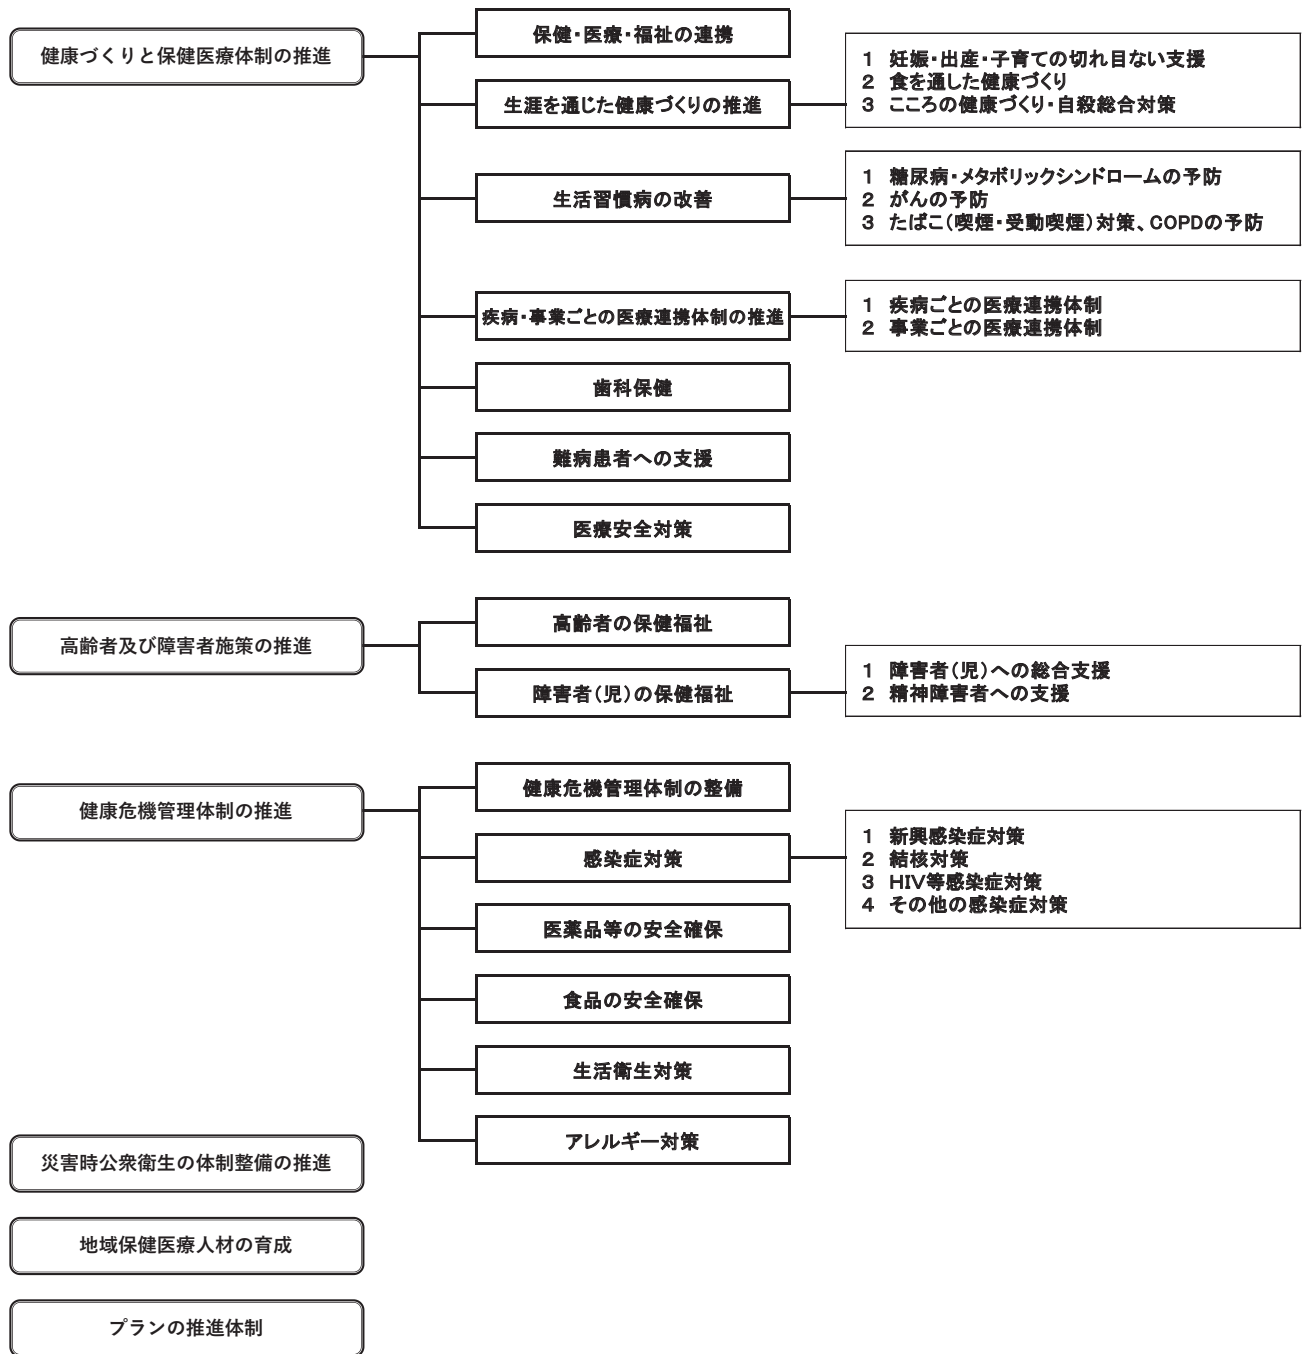 健康づくりと保健医療体制の推進
保健・医療・福祉の連携
生涯を通じた健康づくりの推進
1 妊娠・出産・子育ての切れ目ない支援
2 食を通した健康づくり
3 こころの健康づくり・自殺総合対策
生活習慣病の改善
1 糖尿病・メタボリックシンドロームの予防
2 がんの予防
3 たばこ(喫煙・受動喫煙)対策、COPDの予防
疾病・事業ごとの医療連携体制の推進
1 疾病ごとの医療連携体制
2 事業ごとの医療連携体制
歯科保健
難病患者への支援
医療安全対策
高齢者及び障害者施策の推進
高齢者の保健福祉
障害者(児)の保健福祉
1 障害者(児)への総合支援
2 精神障害者への支援
健康危機管理体制の推進
健康危機管理体制の整備
感染症対策
1 新興感染症対策
2 結核対策
3 HIV等感染症対策
4 その他の感染症対策
医薬品等の安全確保
食品の安全確保
生活衛生対策
アレルギー対策
災害時公衆衛生の体制整備の推進
地域保健医療人材の育成
プランの推進体制